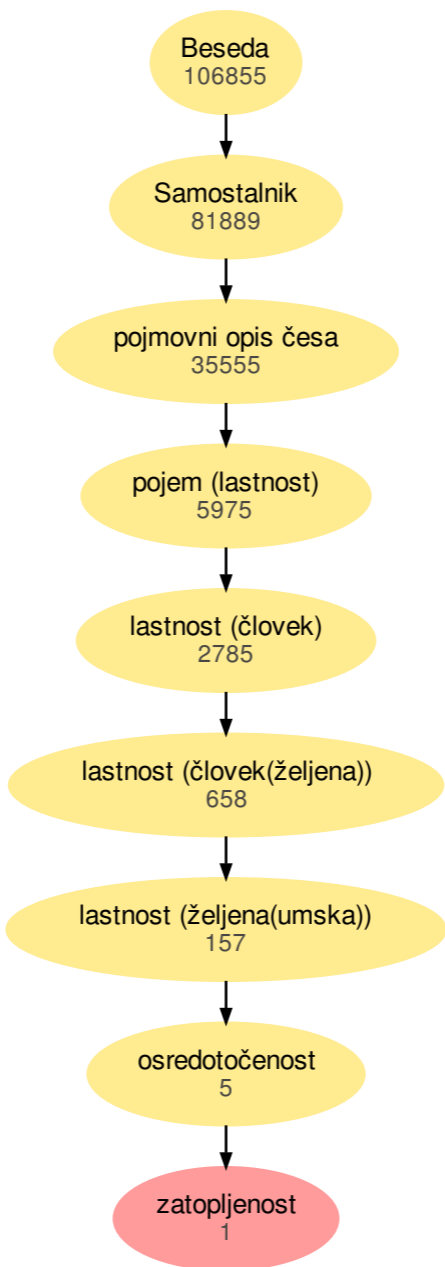 Beseda
106855
Samostalnik
81889
pojmovni opis česa
35555
pojem (lastnost)
5975
lastnost (človek)
2785
lastnost (človek(željena))
658
lastnost (željena(umska))
157
osredotočenost
5
zatopljenost
1